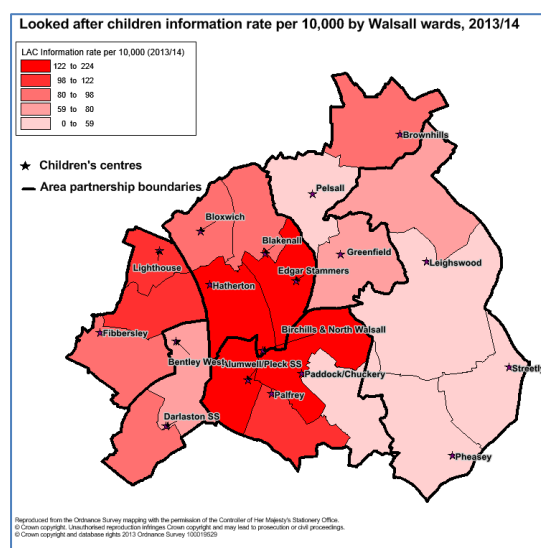 Looked after children information rate per 10,000 by Walsall wards, 2013/14
LAC Information rate per 10,000 (2013/14)
122 to 224
98 to 122
80 to 98
59 to 80
0 to 59
Children's centres
Area partnership boundaries
Brownhills
Pelsall
Bloxwich
Blakenall
Greenfield
Lighthouse
Leighswood
Edgar Stammers
Hatherton
Birchills & North Walsall
Fibbersley
Bentley West
Alumwell/Pleck SS
Streetly
Paddock/Chuckery
Palfrey
Darlaston SS
Pheasey
Reproduced from the Ordnance Survey mapping with the permission of the Controller of Her Majesty's Stationery Office.
© Crown copyright. Unauthorised reproduction infringes Crown copyright and may lead to prosecution or civil proceedings.
© Crown copyright and database rights 2013 Ordnance Survey 100019529